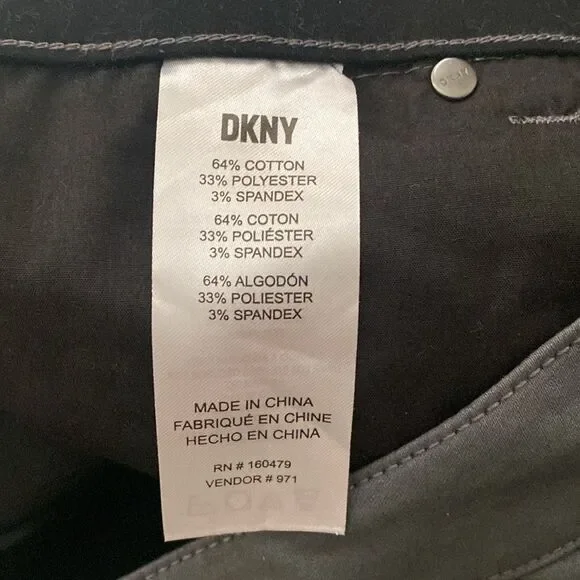 DKNY
DKNY
64% COTTON
33% POLYESTER
3% SPANDEX
64% COTON
33% POLIÉSTER
3% SPANDEX
64% ALGODÓN
33% POLIESTER
3% SPANDEX
MADE IN CHINA
FABRIQUÉ EN CHINE
HECHO EN CHINA
RN # 160479
VENDOR # 971